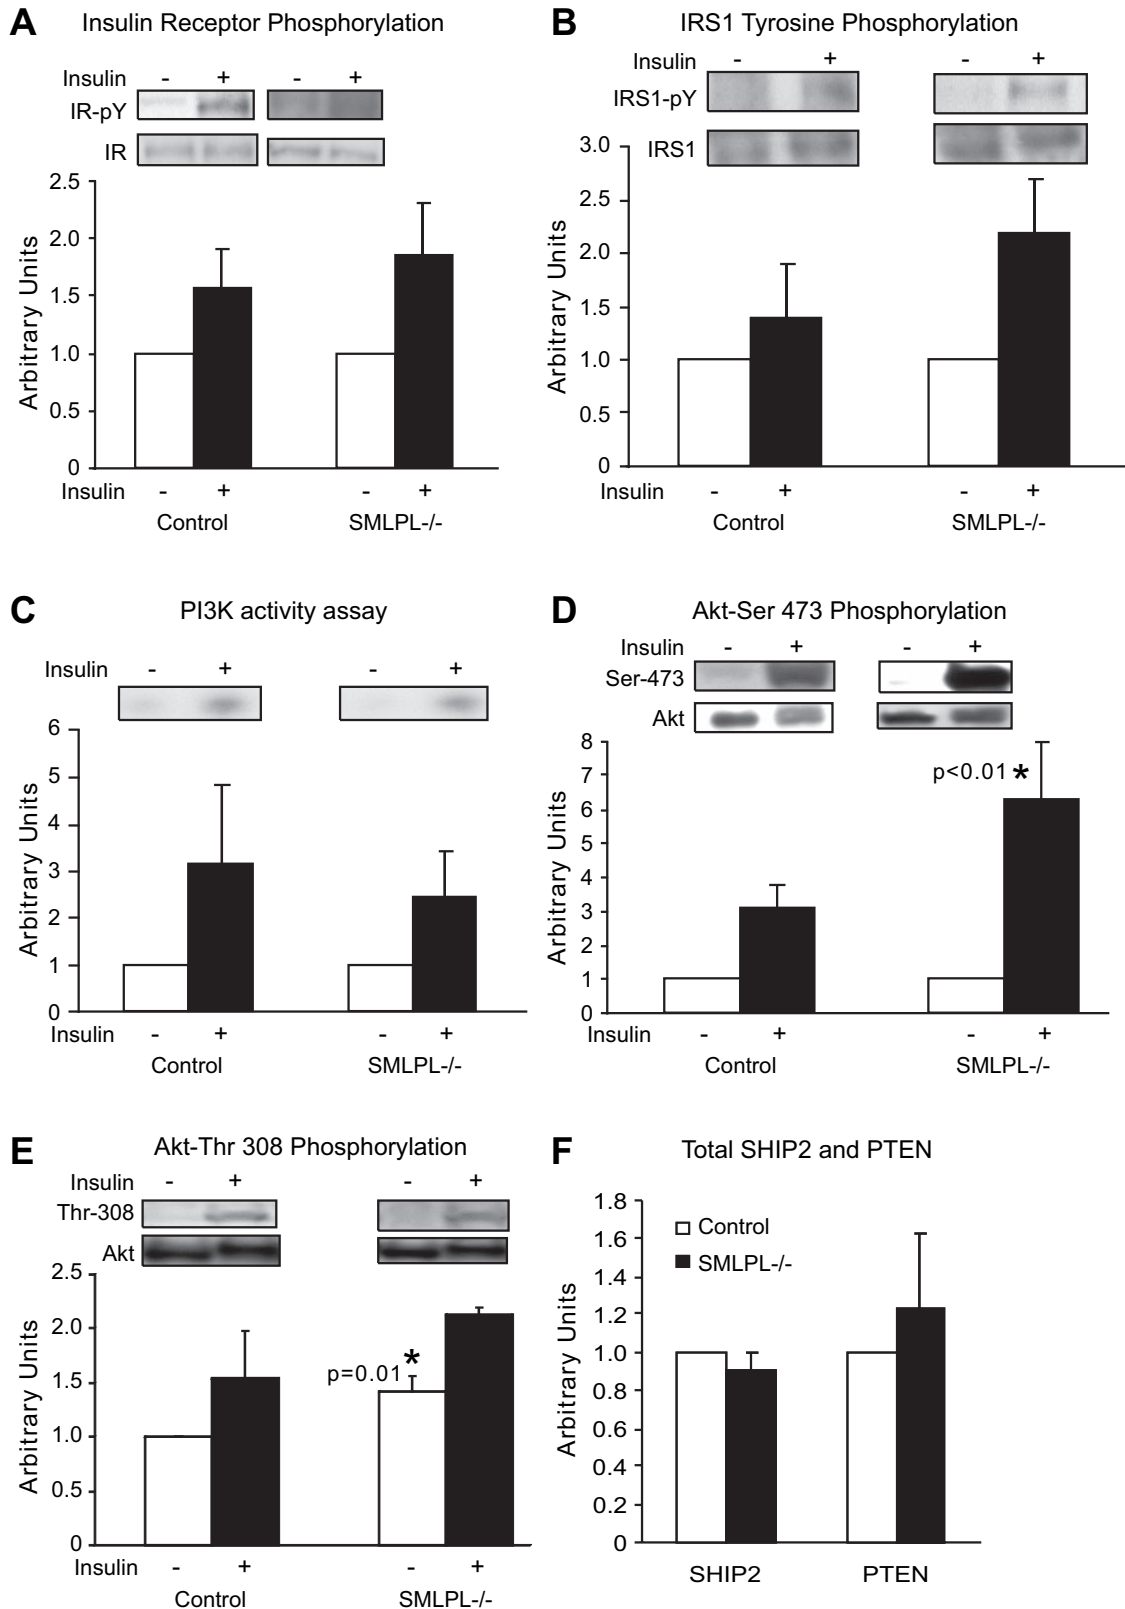 A Insulin Receptor Phosphorylation
Insulin - + - +
IR-pY
IR
2.5
2.0
1.5
1.0
0.5
0
Arbitrary Units
Insulin - + - +
Control SMLPL-/-
B IRS1 Tyrosine Phosphorylation
Insulin - + - +
IRS1-pY
IRS1
3.0
2.5
2.0
1.5
1.0
0.5
0
Arbitrary Units
Insulin - + - +
Control SMLPL-/-
C PI3K activity assay
Insulin - + - +
6
5
4
3
2
1
0
Arbitrary Units
Insulin - + - +
Control SMLPL-/-
D Akt-Ser 473 Phosphorylation
Insulin - + - +
Ser-473
Akt
8
7
6
5
4
3
2
1
0
Arbitrary Units
p<0.01 *
Insulin - + - +
Control SMLPL-/-
E Akt-Thr 308 Phosphorylation
Insulin - + - +
Thr-308
Akt
2.5
2.0
1.5
1.0
0.5
0
Arbitrary Units
p=0.01 *
Insulin - + - +
Control SMLPL-/-
F Total SHIP2 and PTEN
1.8
1.6
1.4
1.2
1.0
0.8
0.6
0.4
0.2
0
Arbitrary Units
Control
SMLPL-/-
SHIP2 PTEN